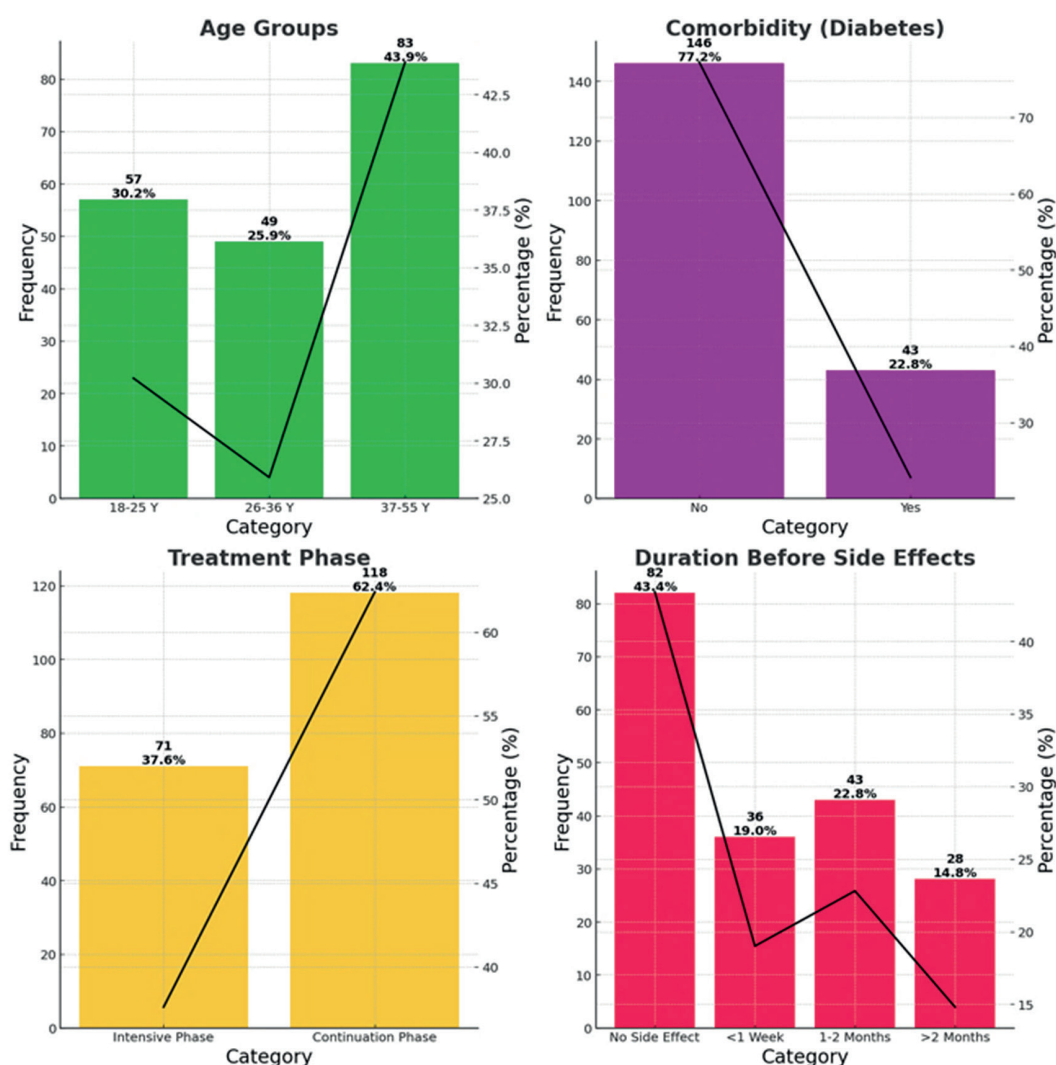 Age Groups
83
43.9%
57
30.2%
49
25.9%
Frequency
80
70
60
50
40
30
20
10
0
42.5
40.0
37.5
35.0
32.5
30.0
27.5
25.0
Percentage (%)
18-25 Y
26-36 Y
37-55 Y
Category
Comorbidity (Diabetes)
146
77.2%
43
22.8%
Frequency
140
120
100
80
60
40
20
0
70
60
50
40
30
Percentage (%)
No
Yes
Category
Treatment Phase
118
62.4%
71
37.6%
Frequency
120
100
80
60
40
20
0
60
55
50
45
40
Percentage (%)
Intensive Phase
Continuation Phase
Category
Duration Before Side Effects
82
43.4%
36
19.0%
43
22.8%
28
14.8%
Frequency
80
70
60
50
40
30
20
10
0
40
35
30
25
20
15
Percentage (%)
No Side Effect
<1 Week
1-2 Months
>2 Months
Category